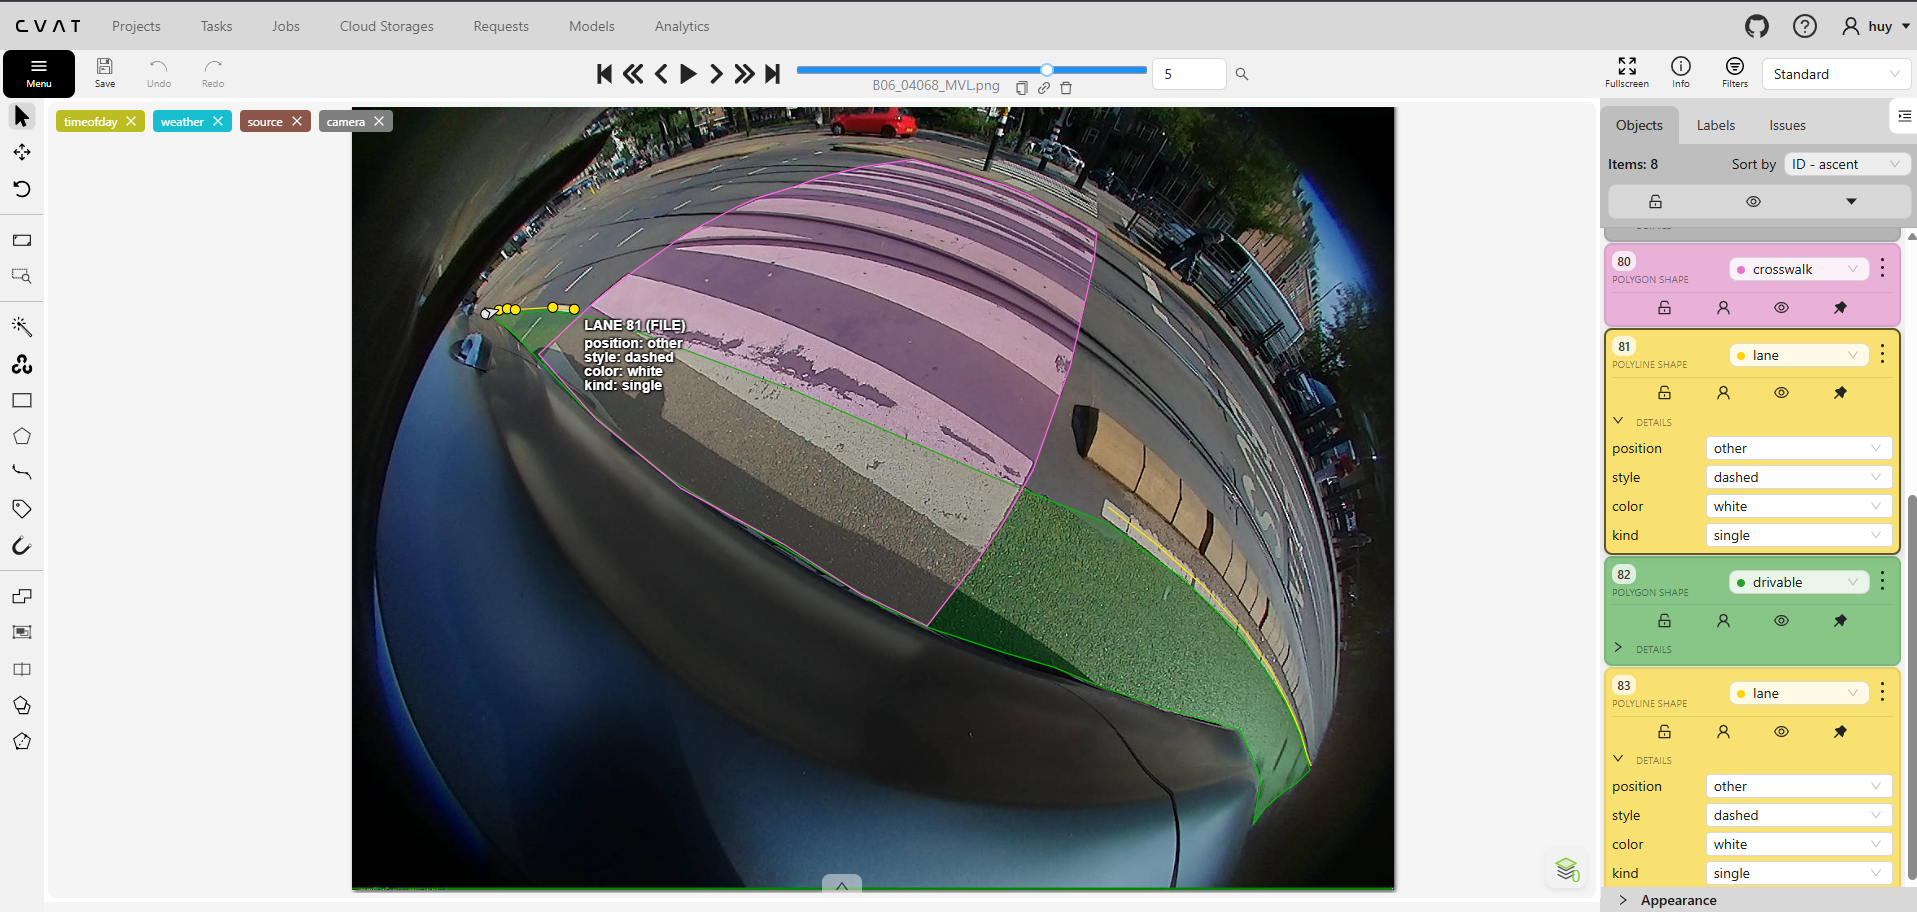 CVAT Projects Tasks Jobs Cloud Storages Requests Models Analytics huy
Menu Save Undo Redo 5 Fullscreen Info Filters Standard
B06_04068_MVL.png
timeofday weather source camera
Objects Labels Issues
Items: 8 Sort by ID - ascent
80 crosswalk
POLYGON SHAPE
81 lane
POLYLINE SHAPE
DETAILS
position other
style dashed
color white
kind single
82 drivable
POLYGON SHAPE
DETAILS
83 lane
POLYLINE SHAPE
DETAILS
position other
style dashed
color white
kind single
Appearance
LANE 81 (FILE)
position: other
style: dashed
color: white
kind: single
0